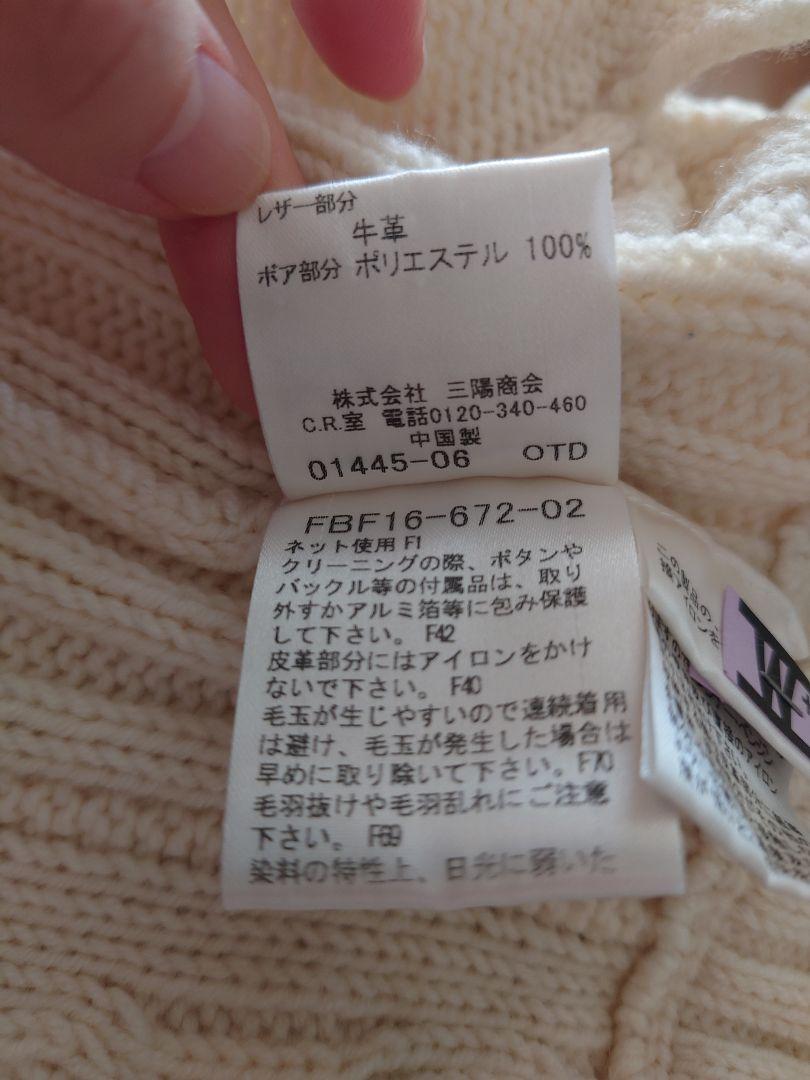 レザー部分
牛革
ボア部分 ポリエステル 100%
株式会社 三陽商会
C.R.室 電話0120-340-460
中国製
01445-06 OTD
FBF16-672-02
ネット使用 F1
クリーニングの際、ボタンや
バックル等の付属品は、取り
外すかアルミ箔等に包み保護
して下さい。 F42
皮革部分にはアイロンをかけ
ないで下さい。 F40
毛玉が生じやすいので連続着用
は避け、毛玉が発生した場合は
早めに取り除いて下さい。F70
毛羽抜けや毛羽乱れにご注意
下さい。 F69
染料の特性上、日光に弱いた
この製品の